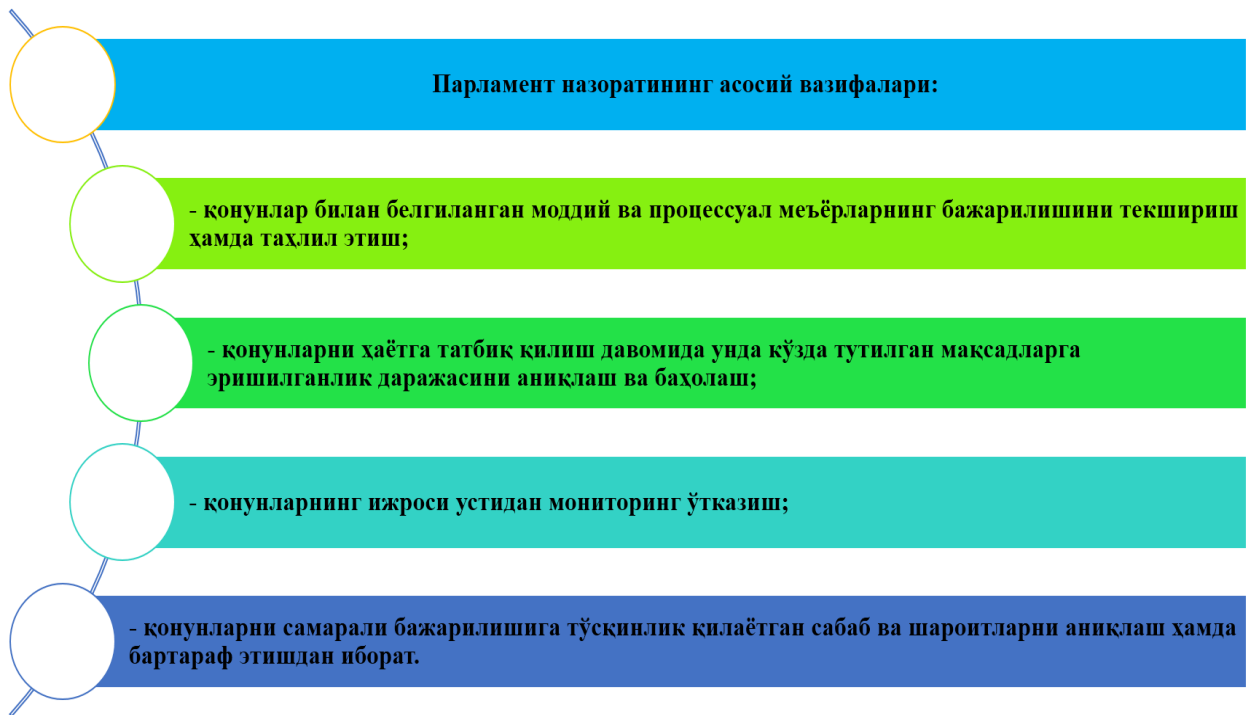 Парламент назоратининг асосий вазифалари:
- қонунлар билан белгиланган моддий ва процессуал меъёрларнинг бажарилишини текшириш
ҳамда таҳлил этиш;
- қонунларни ҳаётга татбиқ қилиш давомида унда кўзда тутилган мақсадларга
эришилганлик даражасини аниқлаш ва баҳолаш;
- қонунларнинг ижроси устидан мониторинг ўтказиш;
- қонунларни самарали бажарилишига тўсқинлик қилаётган сабаб ва шароитларни аниқлаш ҳамда
бартараф этишдан иборат.